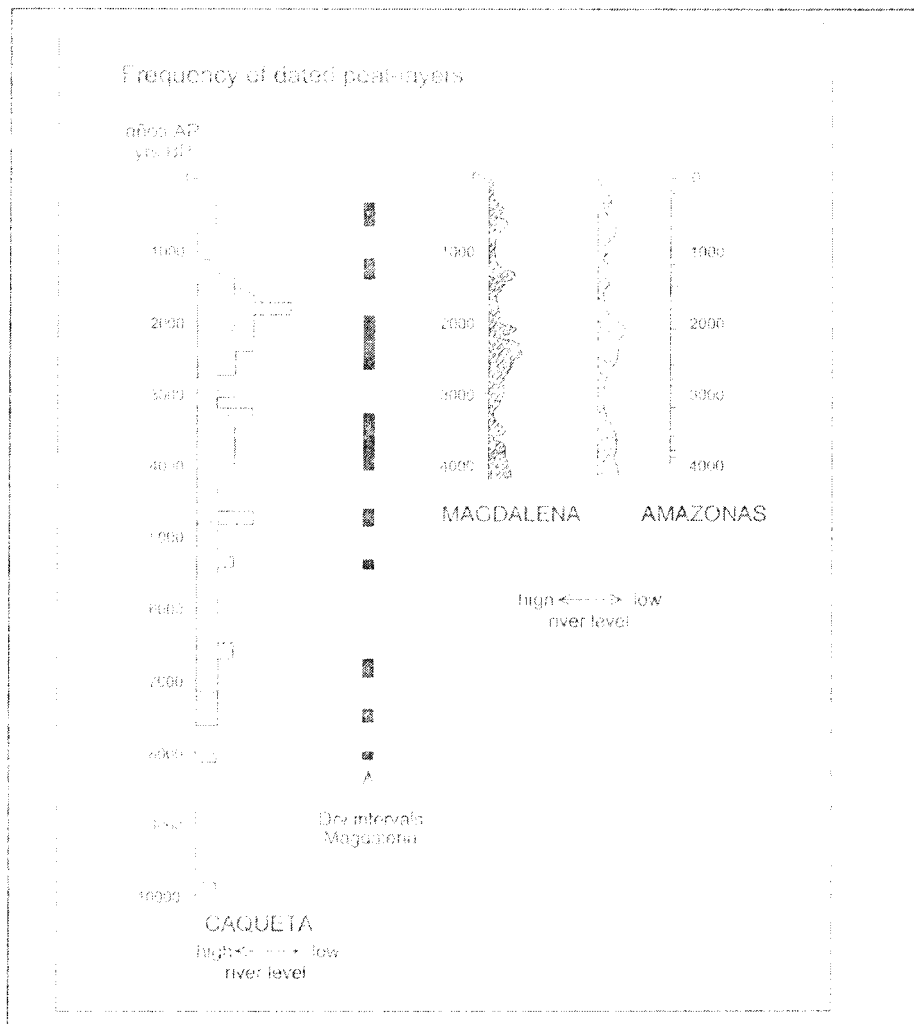 Frequency of dated peat-layers
años AP
yrs BP
0
1000
2000
3000
4000
5000
6000
7000
8000
10000
CAQUETA
high <----> low
river level
A
Dry intervals
Magdalena
0
1000
2000
3000
4000
MAGDALENA
0
1000
2000
3000
4000
AMAZONAS
high <----> low
river level